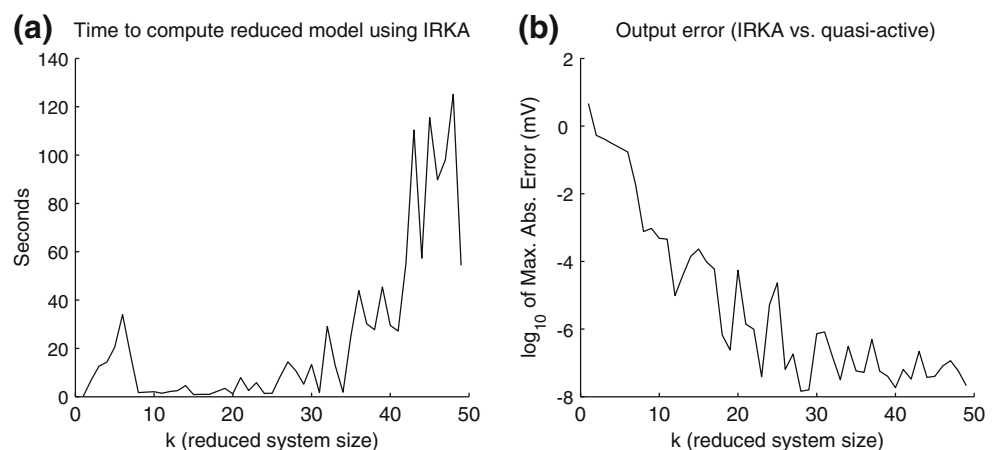 (a) Time to compute reduced model using IRKA
140
120
100
80
60
40
20
0
Seconds
0 10 20 30 40 50
k (reduced system size)
(b) Output error (IRKA vs. quasi-active)
2
0
-2
-4
-6
-8
log10 of Max. Abs. Error (mV)
0 10 20 30 40 50
k (reduced system size)